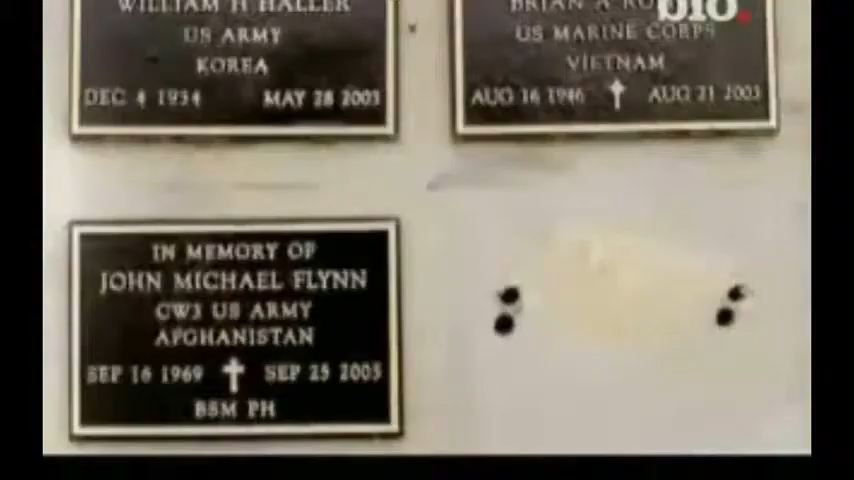 WILLIAM H HALLER
US ARMY
KOREA
DEC 4 1934 MAY 28 2003
BRIAN A
bio.
US MARINE CORPS
VIETNAM
AUG 16 1946 AUG 21 2003
IN MEMORY OF
JOHN MICHAEL FLYNN
CW3 US ARMY
AFGHANISTAN
SEP 16 1969 SEP 25 2005
BSM PH